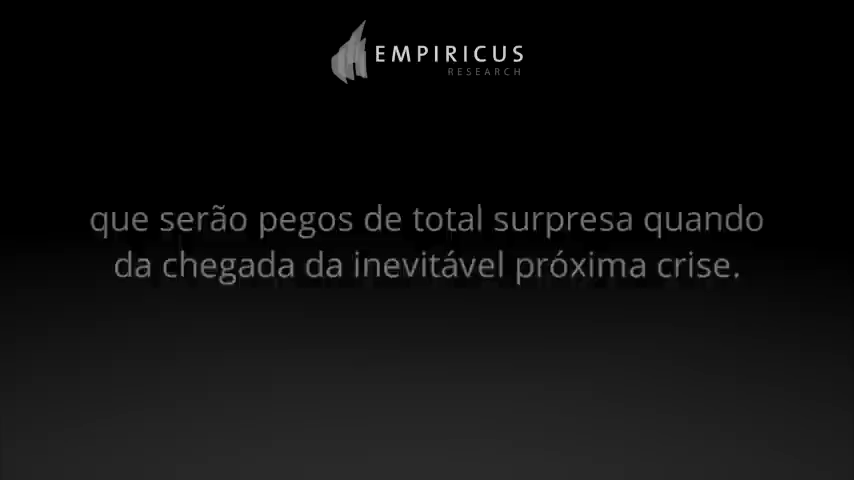 EMPIRICUS
RESEARCH
que serão pegos de total surpresa quando
da chegada da inevitável próxima crise.